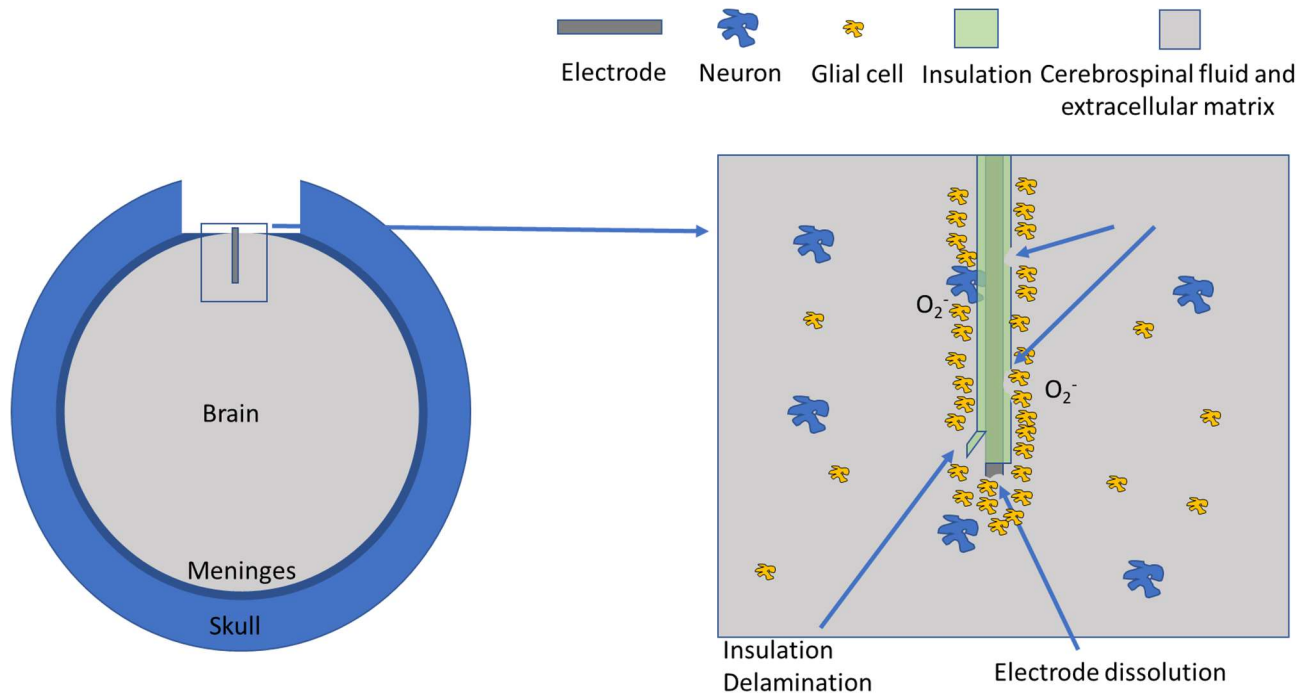 Electrode
Neuron
Glial cell
Insulation
Cerebrospinal fluid and
extracellular matrix
Brain
Meninges
Skull
O₂⁻
O₂⁻
Insulation
Delamination
Electrode dissolution